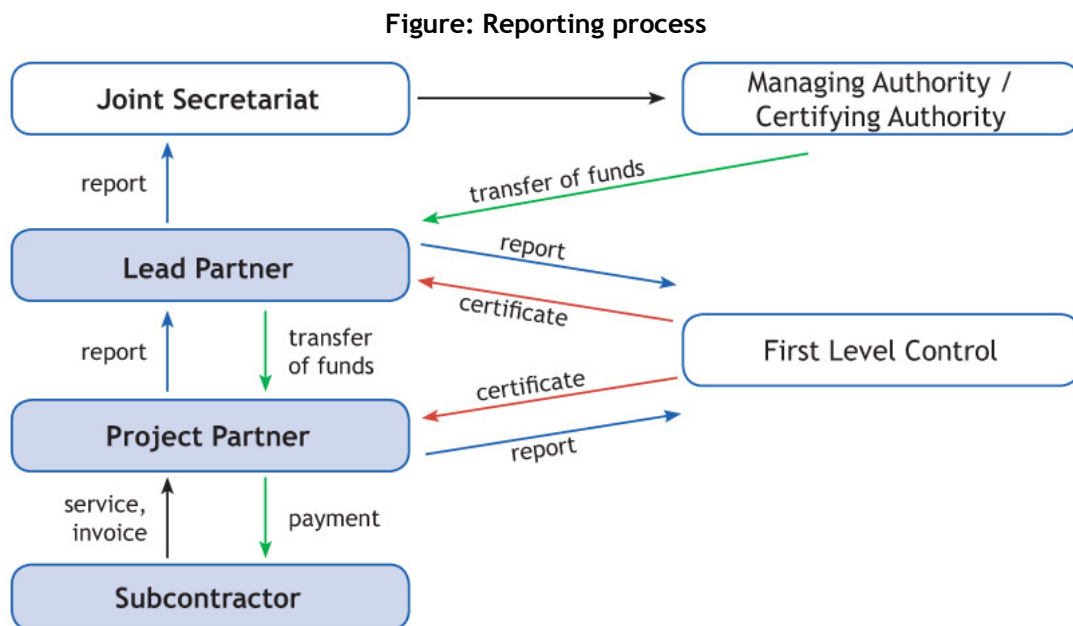 Figure: Reporting process
Joint Secretariat
Managing Authority /
Certifying Authority
report
transfer of funds
Lead Partner
report
certificate
report
transfer
of funds
First Level Control
certificate
Project Partner
report
service,
invoice
payment
Subcontractor